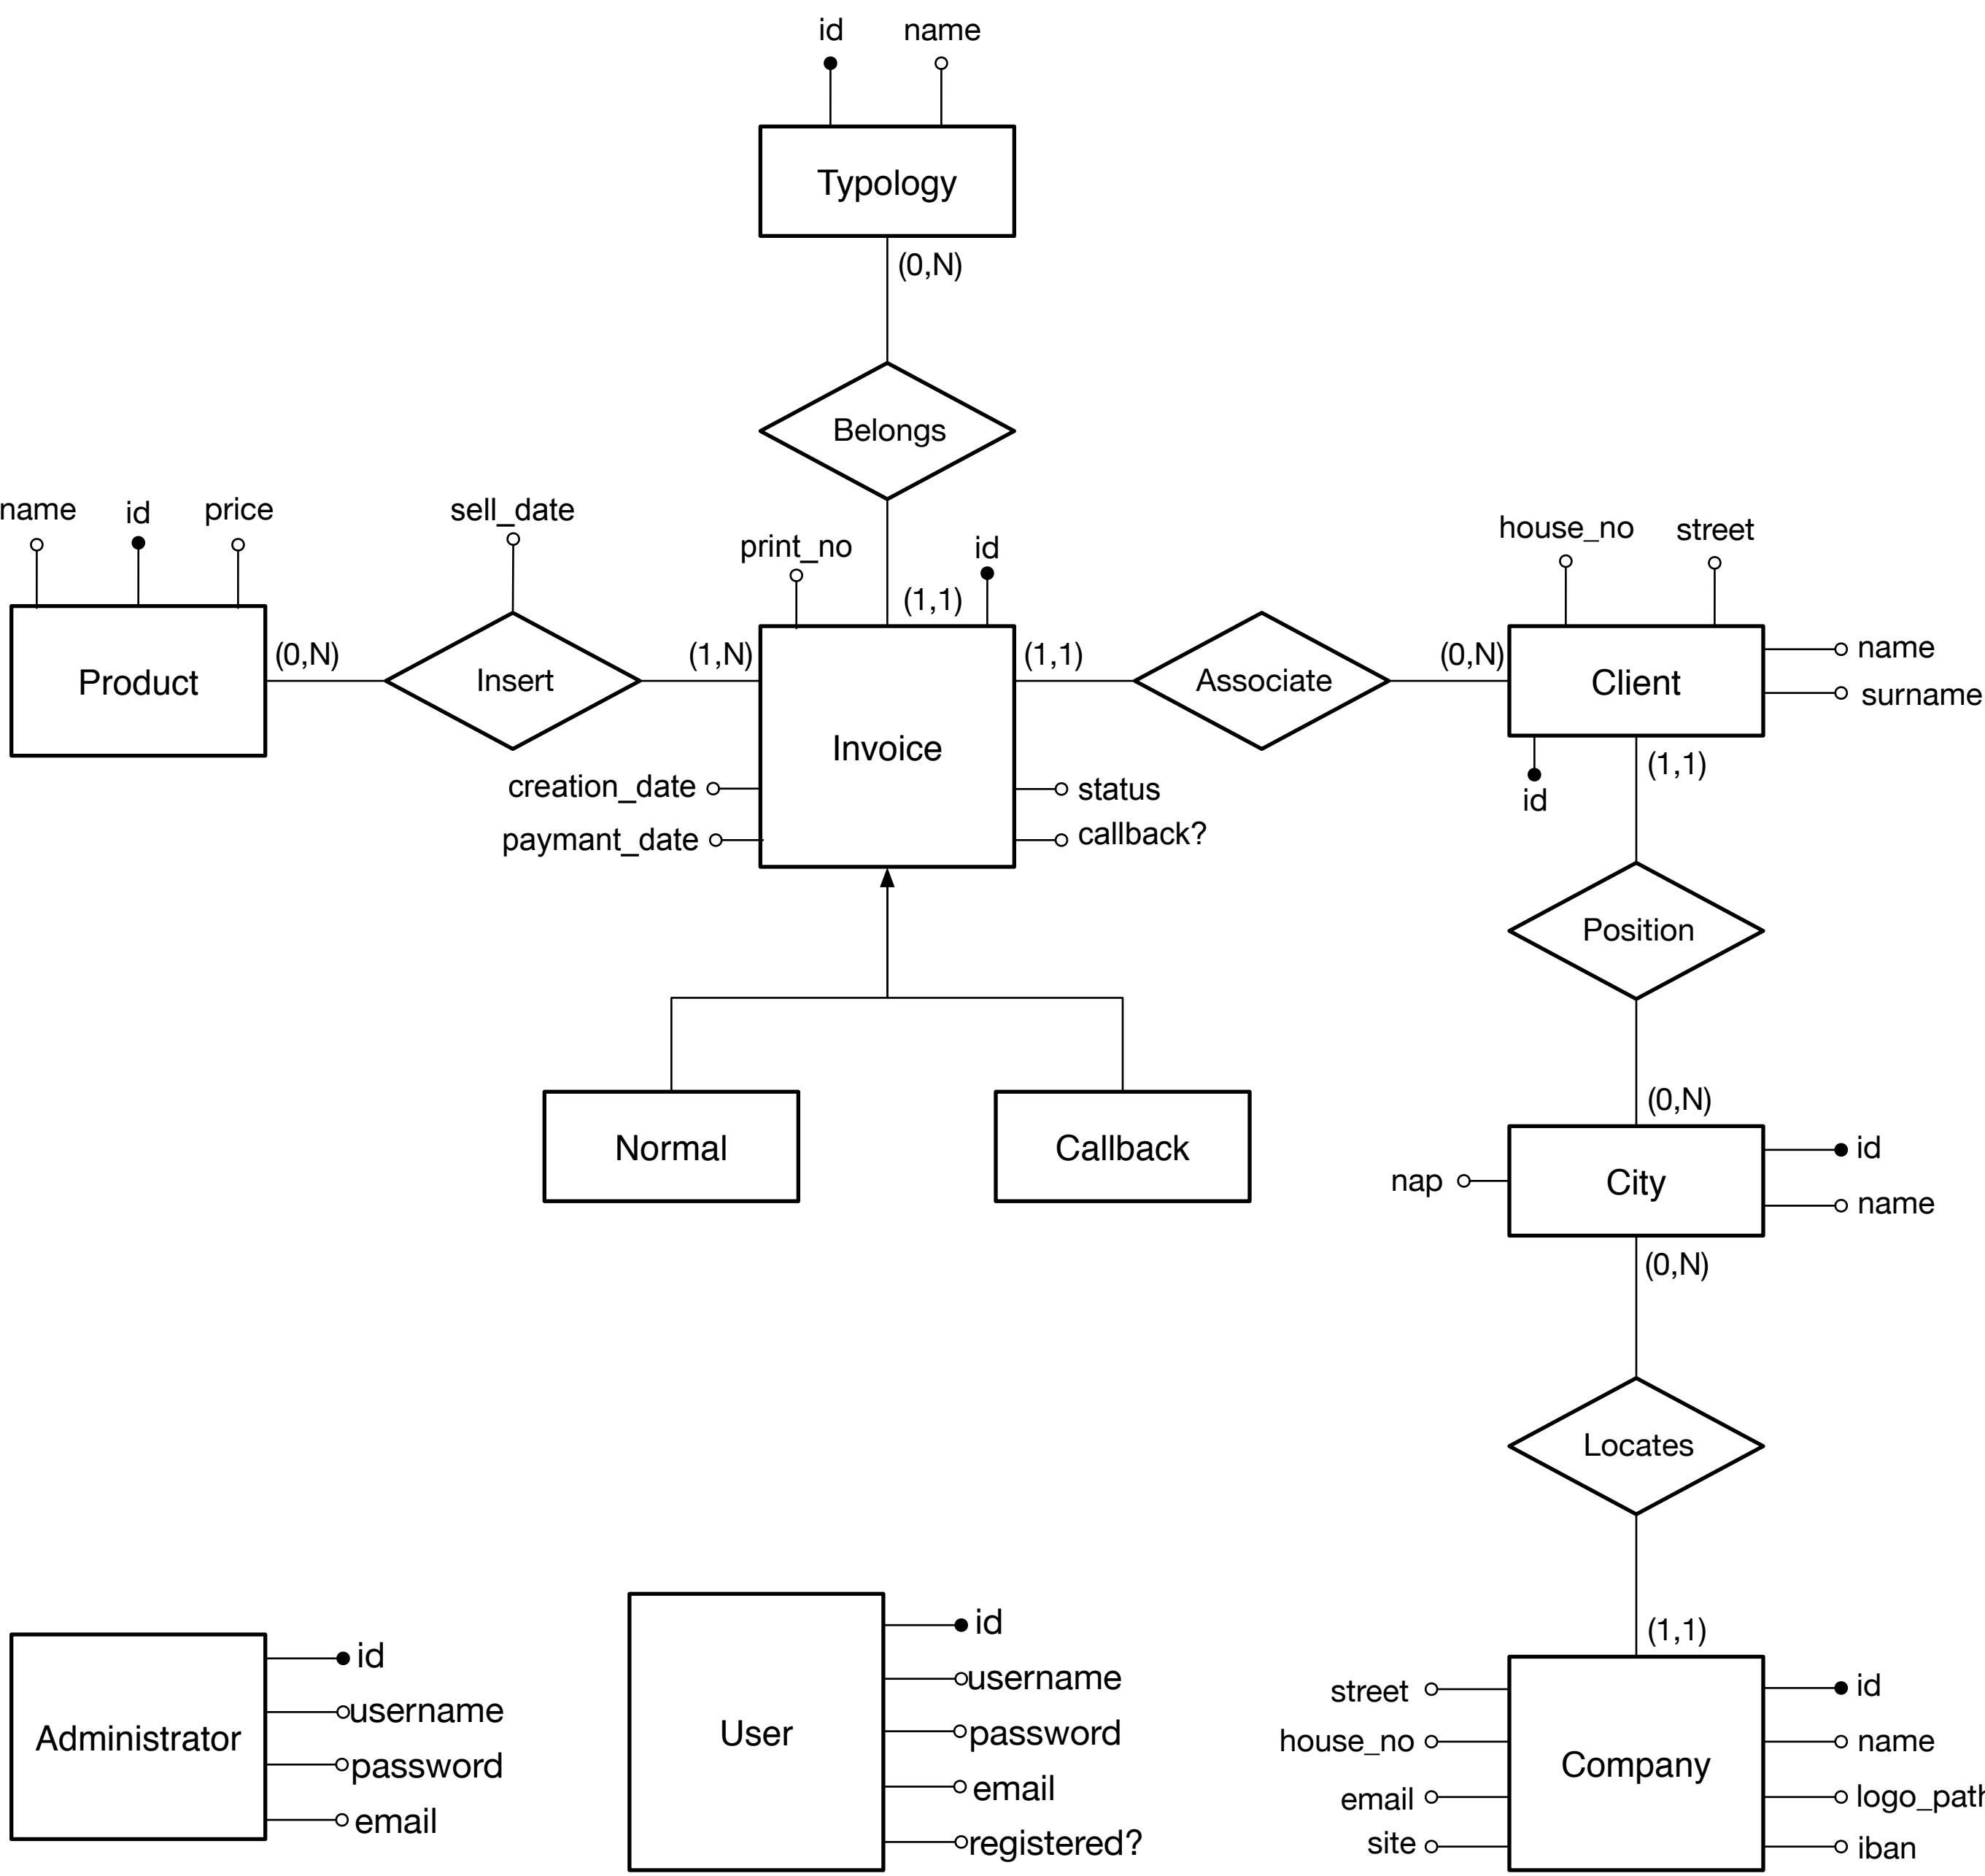 id
name
Typology
(0,N)
Belongs
name
id
price
sell_date
print_no
id
(1,1)
house_no
street
Product
(0,N)
Insert
(1,N)
Invoice
(1,1)
Associate
(0,N)
Client
name
surname
id
(1,1)
creation_date
paymant_date
status
callback?
Position
Normal
Callback
(0,N)
nap
City
id
name
(0,N)
Locates
(1,1)
Administrator
id
username
password
email
User
id
username
password
email
registered?
street
house_no
email
site
Company
id
name
logo_path
iban